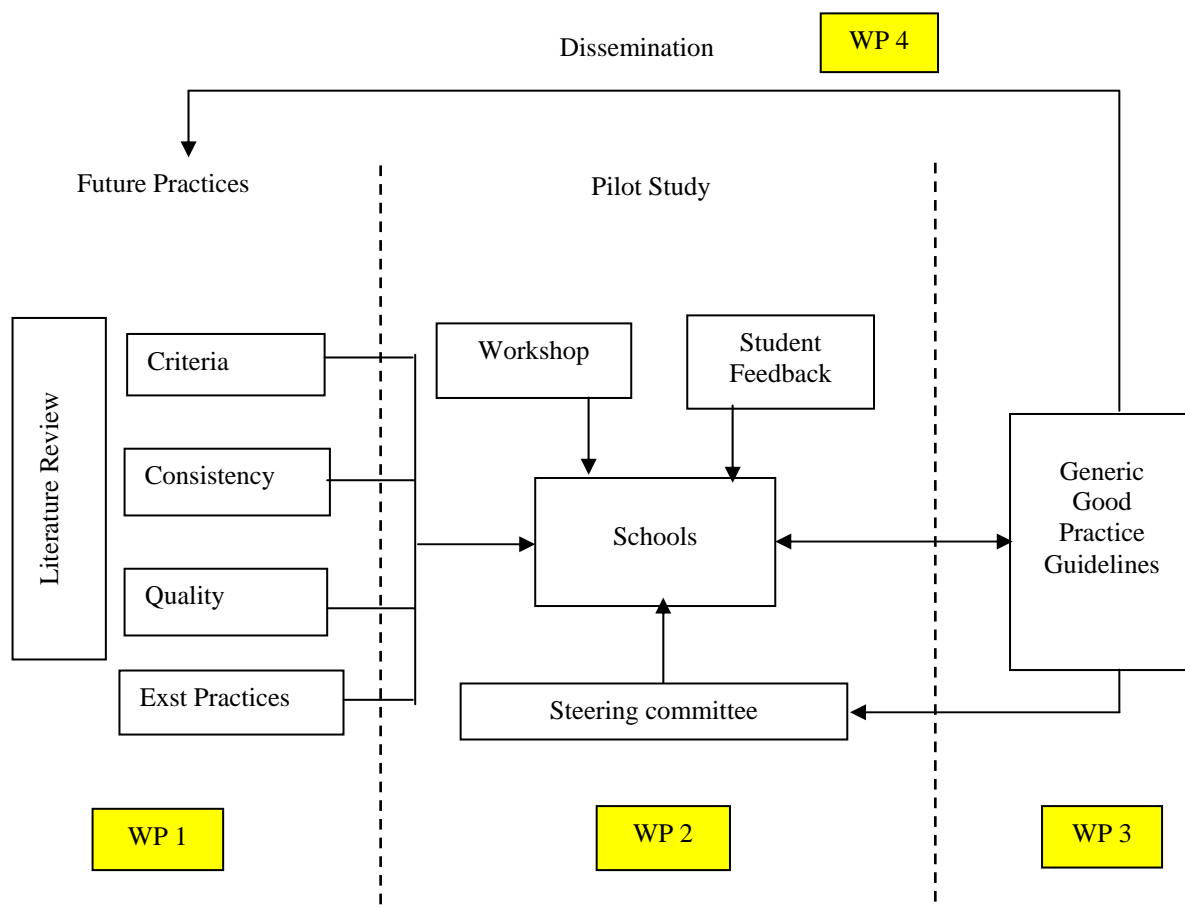 Dissemination
WP 4
Future Practices
Pilot Study
Literature Review
Criteria
Consistency
Quality
Exst Practices
Workshop
Student
Feedback
Schools
Steering committee
Generic
Good
Practice
Guidelines
WP 1
WP 2
WP 3